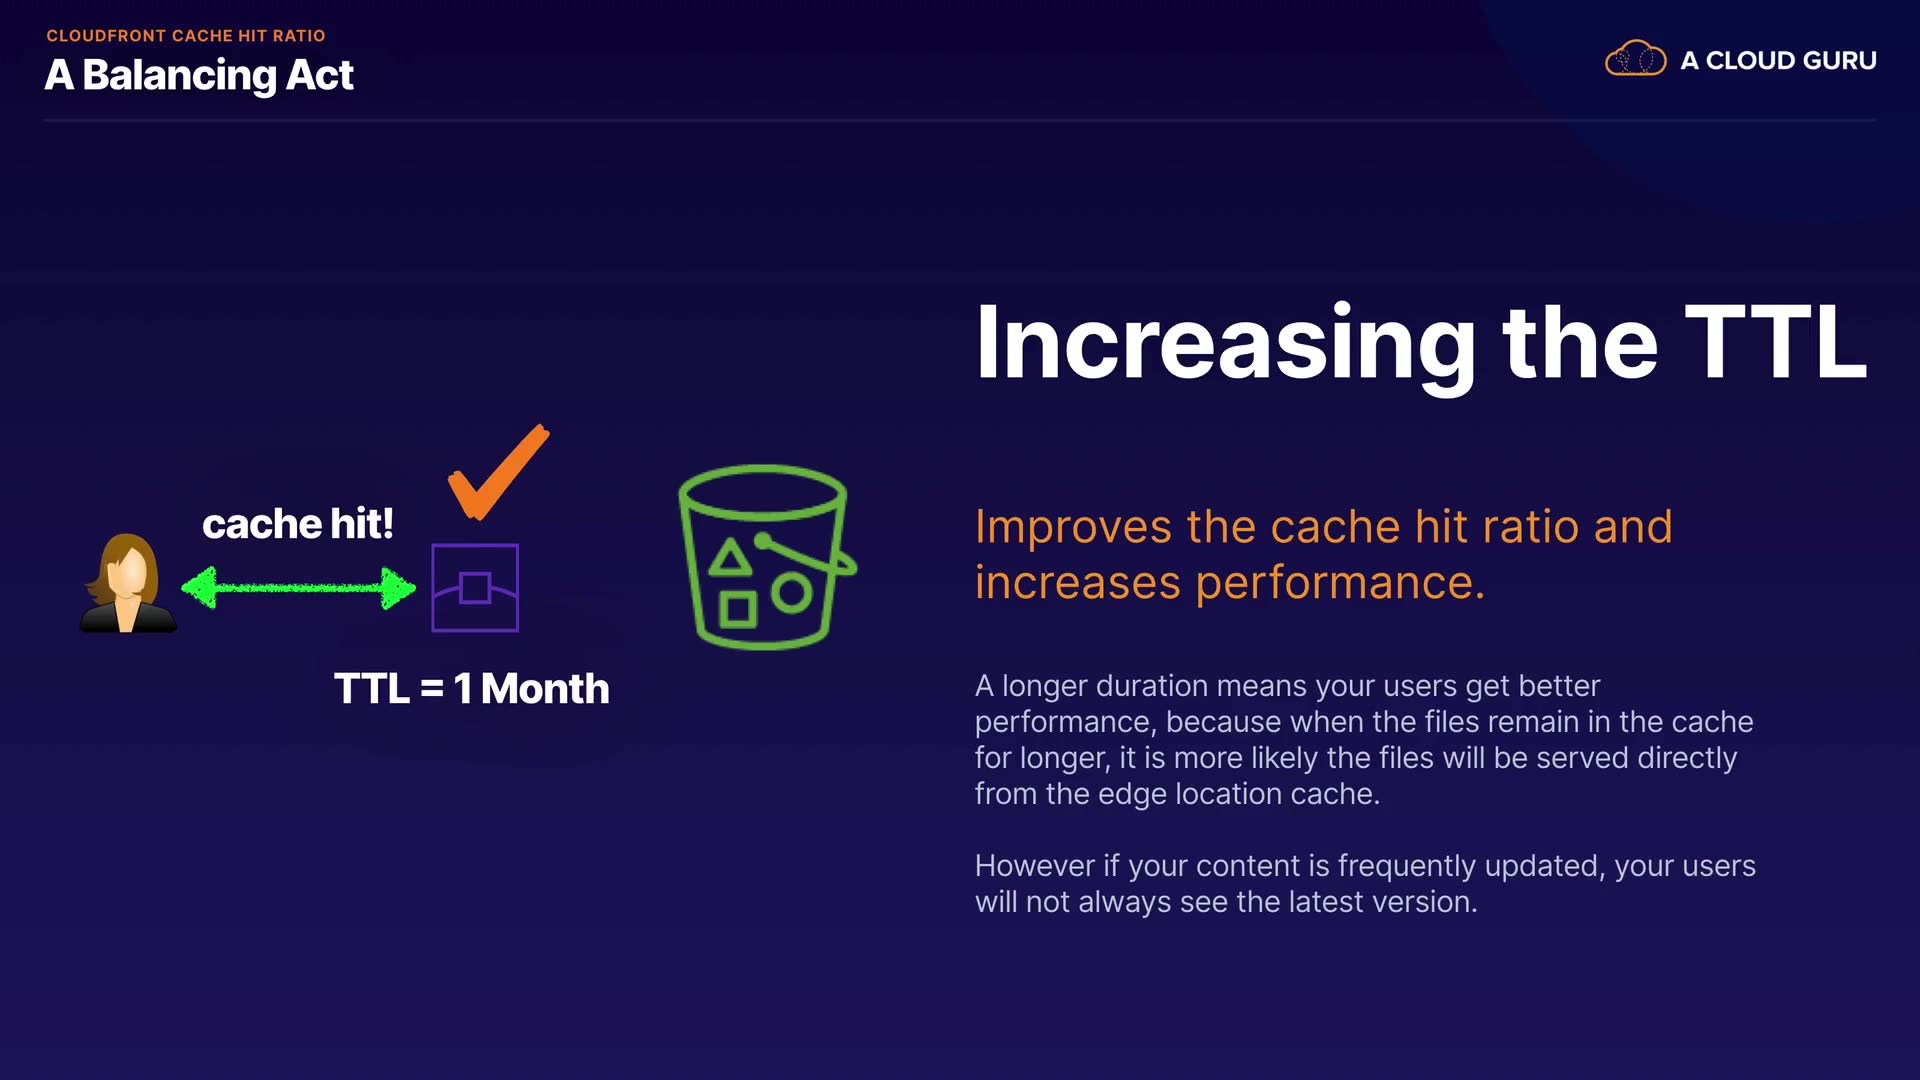 CLOUDFRONT CACHE HIT RATIO
A Balancing Act
A CLOUD GURU
Increasing the TTL
cache hit!
TTL = 1 Month
Improves the cache hit ratio and
increases performance.
A longer duration means your users get better
performance, because when the files remain in the cache
for longer, it is more likely the files will be served directly
from the edge location cache.
However if your content is frequently updated, your users
will not always see the latest version.